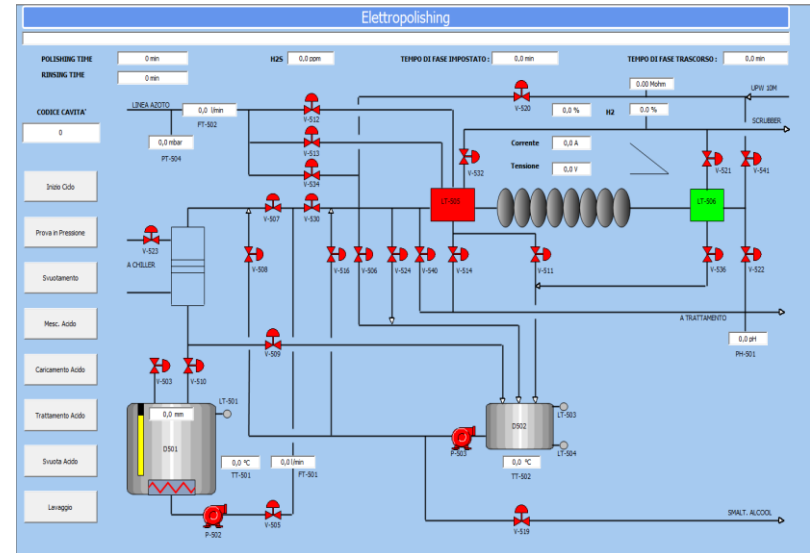 Elettropolishing
POLISHING TIME 0 min H2S 0,0 ppm TEMPO DI FASE IMPOSTATO : 0,0 min TEMPO DI FASE TRASCORSO : 0,0 min
RINSING TIME 0 min
0.00 Mohm UPW 10M
CODICE CAVITA' LINEA AZOTO 0,0 l/min V-512 V-520 0,0 % H2 0.0 %
FT-502 SCRUBBER
0
0,0 mbar V-513 Corrente 0,0 A
PT-504 V-532 V-521 V-541
V-534 Tensione 0,0 V
Inizia Ciclo
LT-505 LT-506
V-507 V-530
Prova in Pressione
V-523
A CHILLER V-508 V-516 V-506 V-524 V-540 V-514 V-511 V-536 V-522
Svuotamento
Mesc. Acido A TRATTAMENTO
0,0 pH
V-509 PH-501
Caricamento Acido
V-503 V-510
LT-501
Trattamento Acido 0,0 mm LT-503
D502
D501 P-503 LT-504
Svuota Acido 0,0 °C 0,0 l/min 0,0 °C
TT-501 FT-501 TT-502
Lavaggio SMALT. ALCOOL
V-505
P-502 V-519